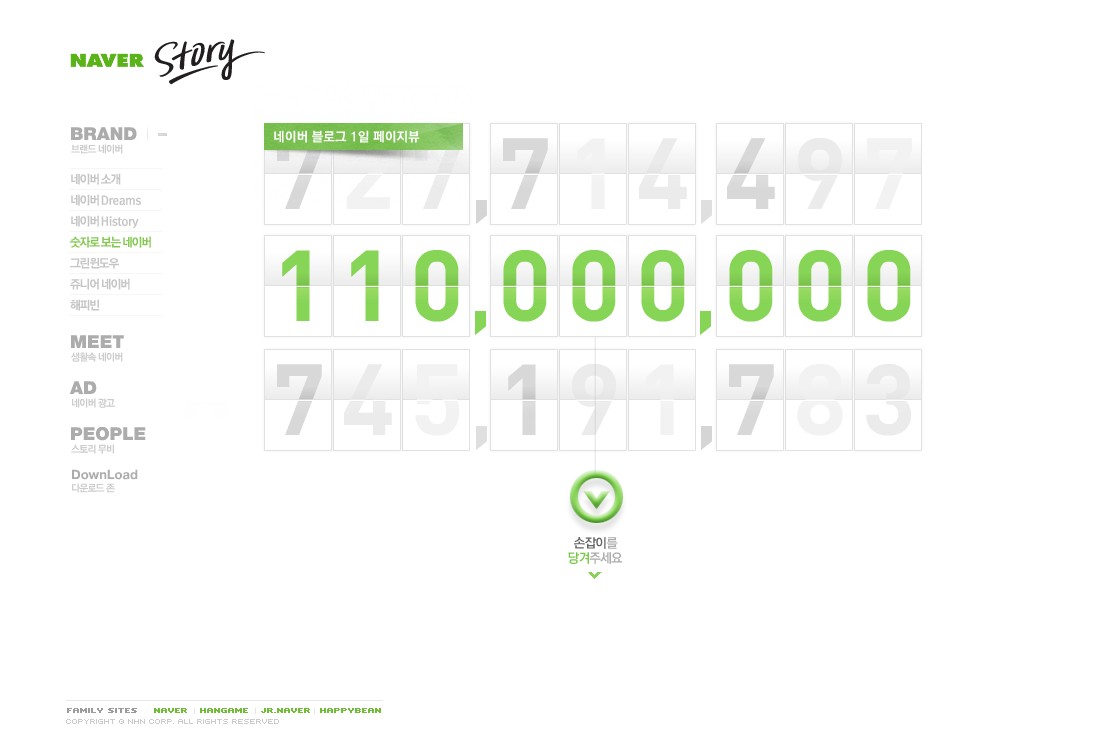 NAVER Story
BRAND
브랜드 네이버
네이버 소개
네이버 Dreams
네이버 History
숫자로 보는 네이버
그린윈도우
쥬니어 네이버
해피빈
MEET
생활속 네이버
AD
네이버 광고
PEOPLE
스토리 무비
DownLoad
다운로드 존
네이버 블로그 1일 페이지뷰
727,714,497
110,000,000
745,191,783
손잡이를
당겨주세요
FAMILY SITES NAVER | HANGAME | JR.NAVER | HAPPYBEAN
COPYRIGHT © NHN CORP. ALL RIGHTS RESERVED